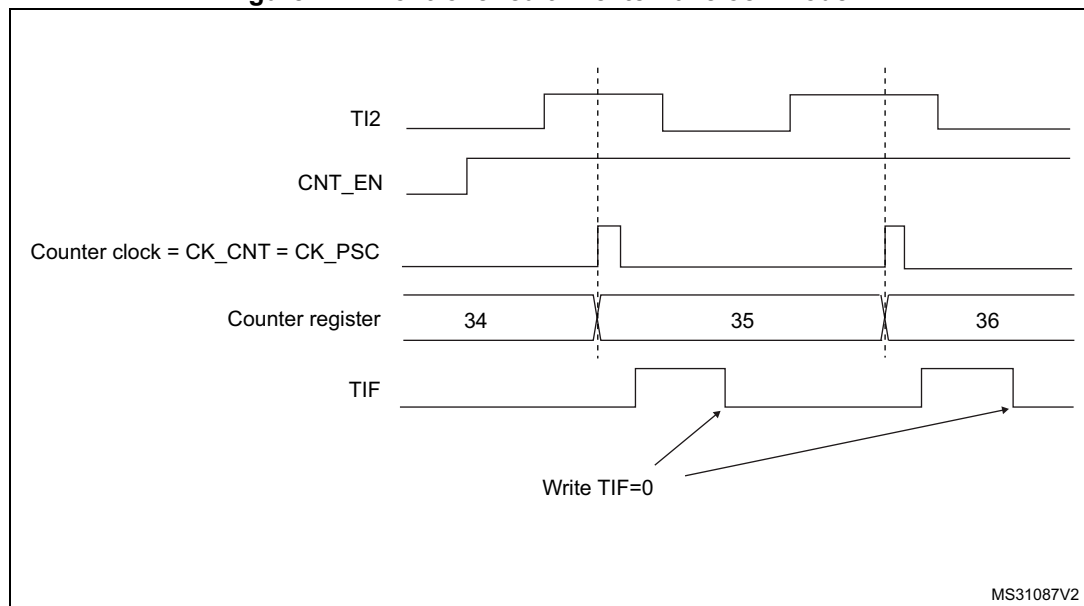 TI2
CNT_EN
Counter clock = CK_CNT = CK_PSC
Counter register
34
35
36
TIF
Write TIF=0
MS31087V2